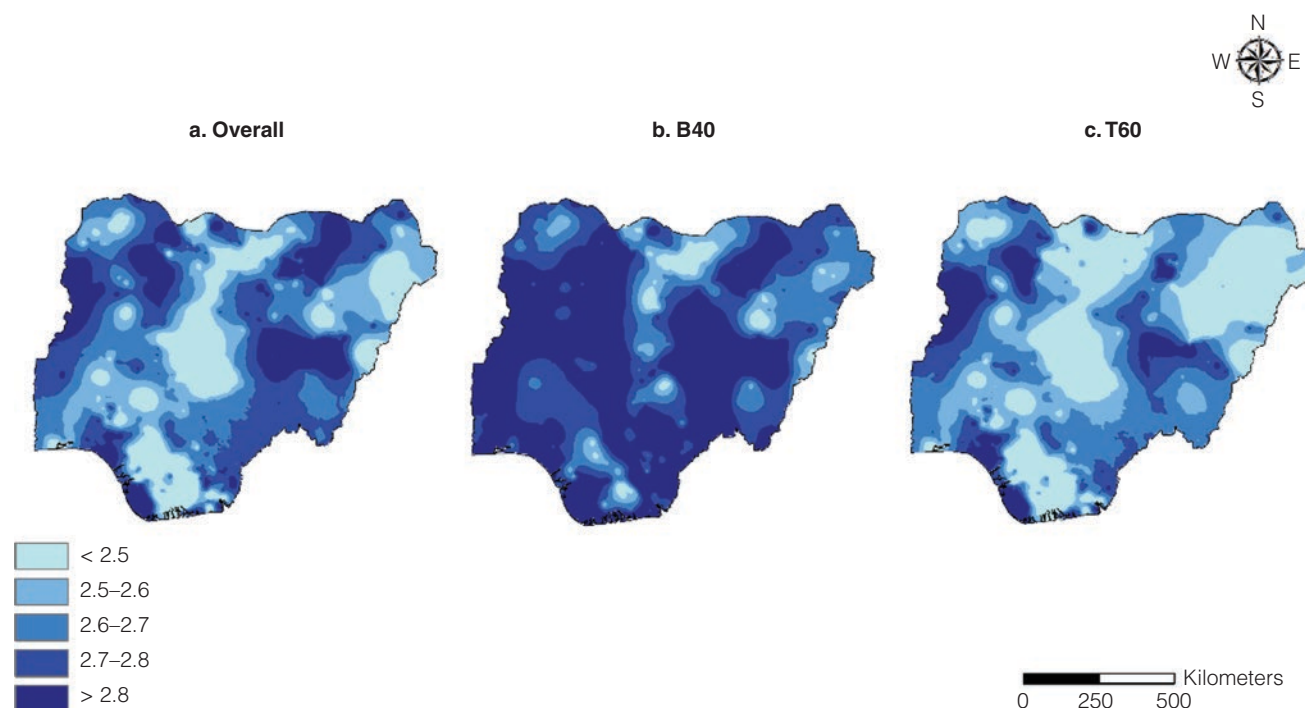 N
W E
S
a. Overall
b. B40
c. T60
< 2.5
2.5–2.6
2.6–2.7
2.7–2.8
> 2.8
Kilometers
0 250 500